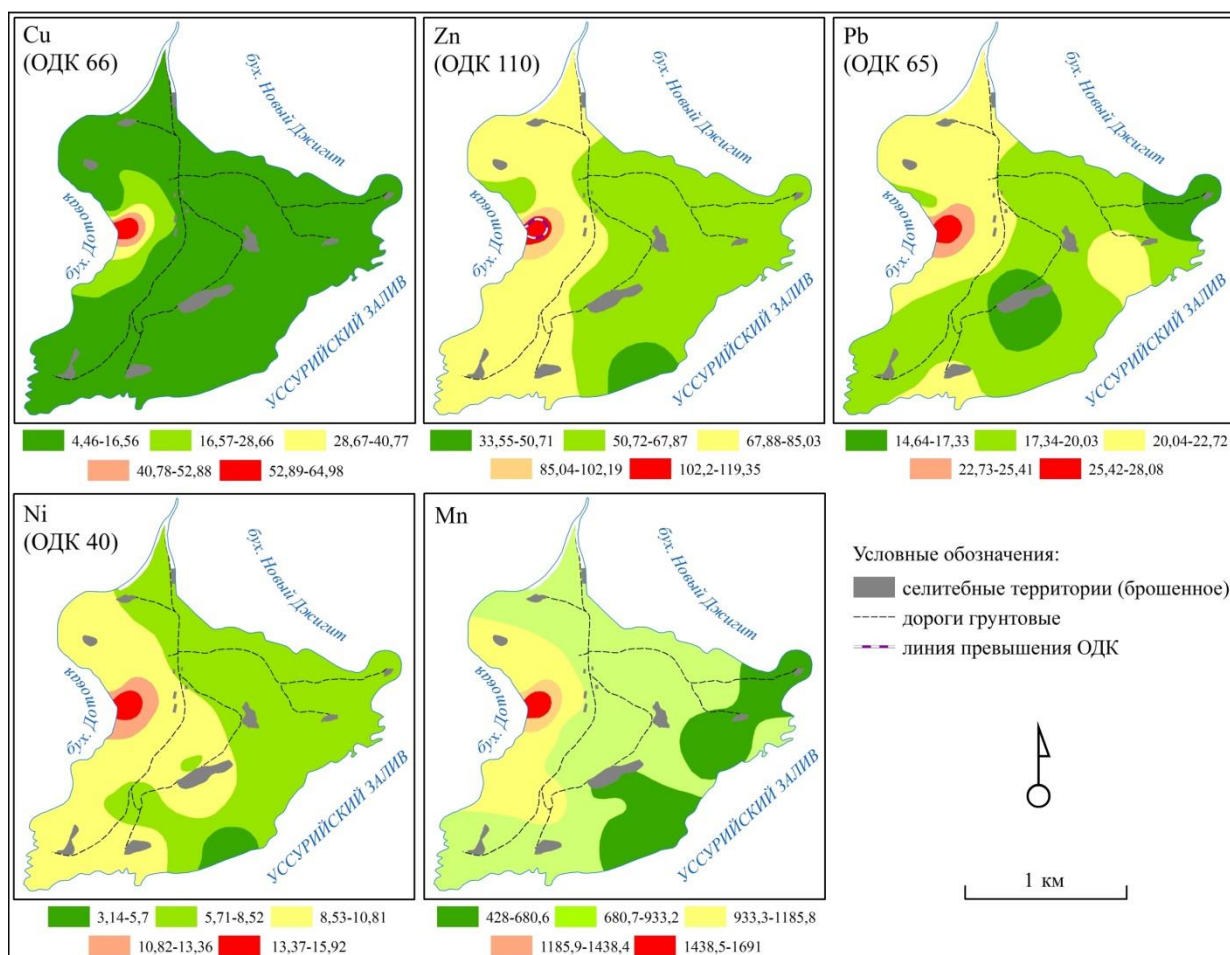 Cu
(ОДК 66)
бух. Новый Джигит
бух. Дотовая
УССУРИЙСКИЙ ЗАЛИВ
4,46-16,56
16,57-28,66
28,67-40,77
40,78-52,88
52,89-64,98
Zn
(ОДК 110)
бух. Новый Джигит
бух. Дотовая
УССУРИЙСКИЙ ЗАЛИВ
33,55-50,71
50,72-67,87
67,88-85,03
85,04-102,19
102,2-119,35
Pb
(ОДК 65)
бух. Новый Джигит
бух. Дотовая
УССУРИЙСКИЙ ЗАЛИВ
14,64-17,33
17,34-20,03
20,04-22,72
22,73-25,41
25,42-28,08
Ni
(ОДК 40)
бух. Новый Джигит
бух. Дотовая
УССУРИЙСКИЙ ЗАЛИВ
3,14-5,7
5,71-8,52
8,53-10,81
10,82-13,36
13,37-15,92
Mn
бух. Новый Джигит
бух. Дотовая
УССУРИЙСКИЙ ЗАЛИВ
428-680,6
680,7-933,2
933,3-1185,8
1185,9-1438,4
1438,5-1691
Условные обозначения:
селитебные территории (брошенное)
дороги грунтовые
линия превышения ОДК
1 км